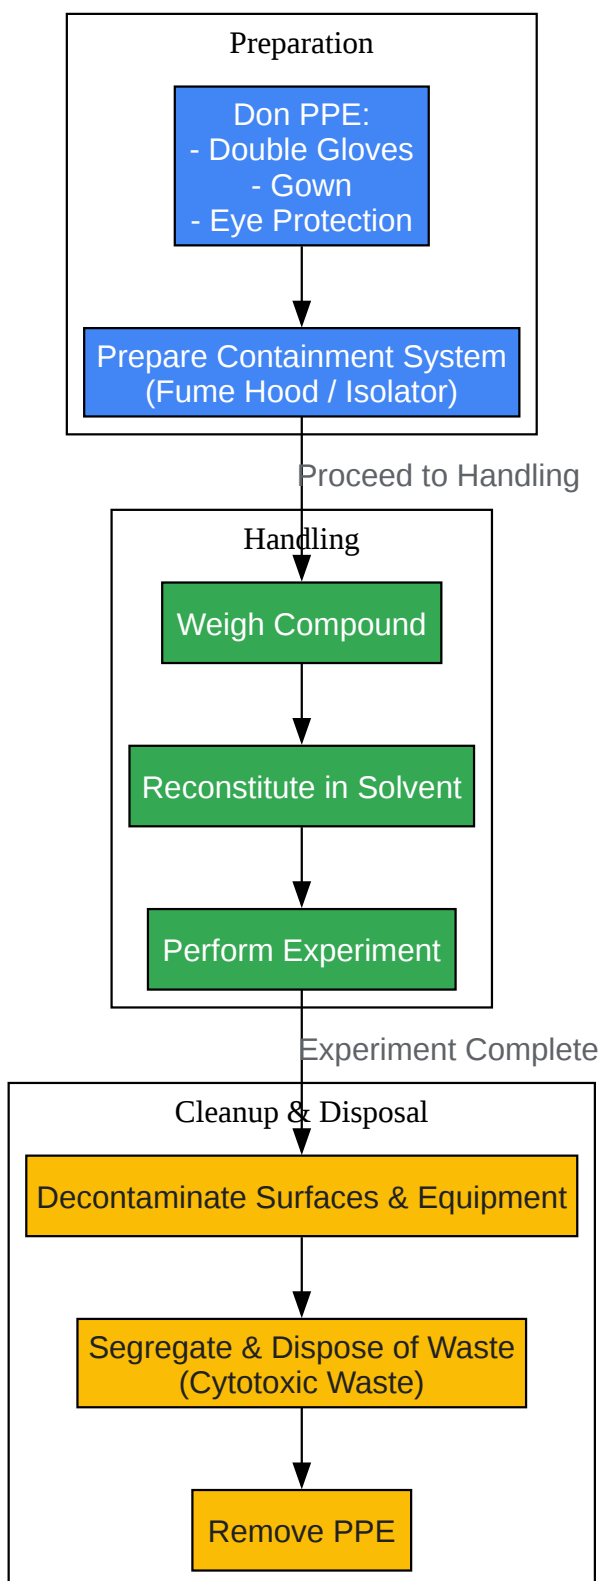 Preparation
Don PPE:
- Double Gloves
- Gown
- Eye Protection
Prepare Containment System
(Fume Hood / Isolator)
Proceed to Handling
Handling
Weigh Compound
Reconstitute in Solvent
Perform Experiment
Experiment Complete
Cleanup & Disposal
Decontaminate Surfaces & Equipment
Segregate & Dispose of Waste
(Cytotoxic Waste)
Remove PPE